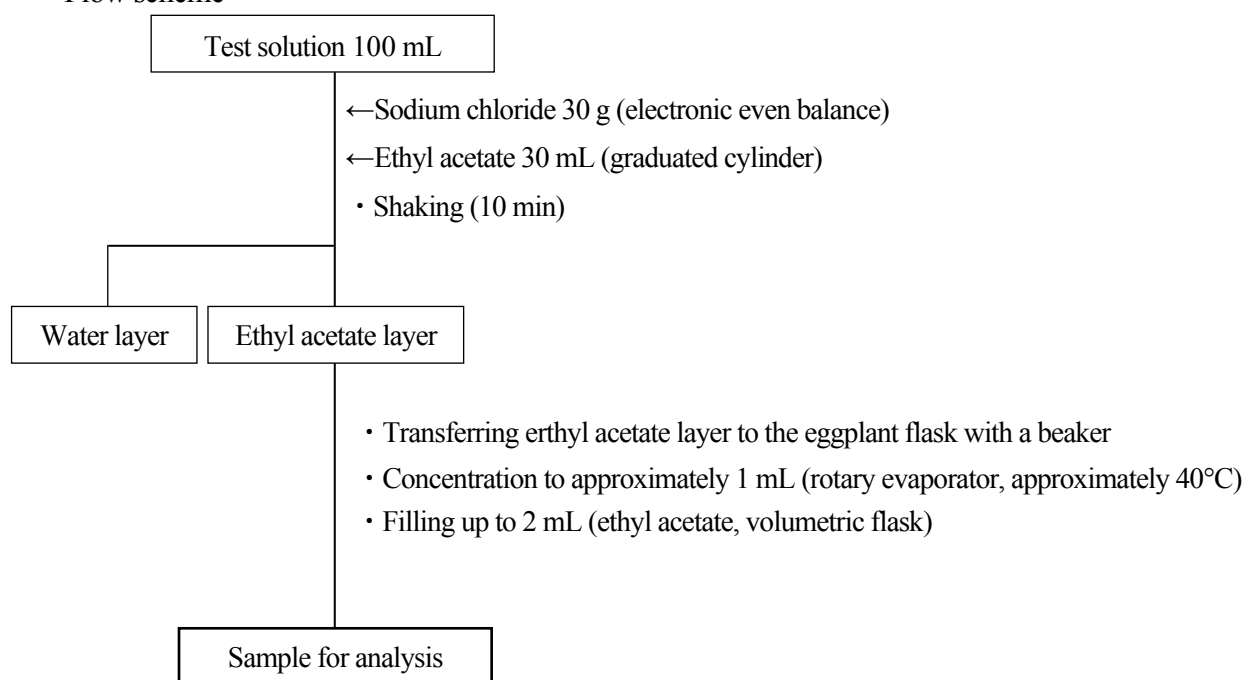 Flow scheme
Test solution 100 mL
←Sodium chloride 30 g (electronic even balance)
←Ethyl acetate 30 mL (graduated cylinder)
・Shaking (10 min)
Water layer
Ethyl acetate layer
・Transferring erthyl acetate layer to the eggplant flask with a beaker
・Concentration to approximately 1 mL (rotary evaporator, approximately 40°C)
・Filling up to 2 mL (ethyl acetate, volumetric flask)
Sample for analysis